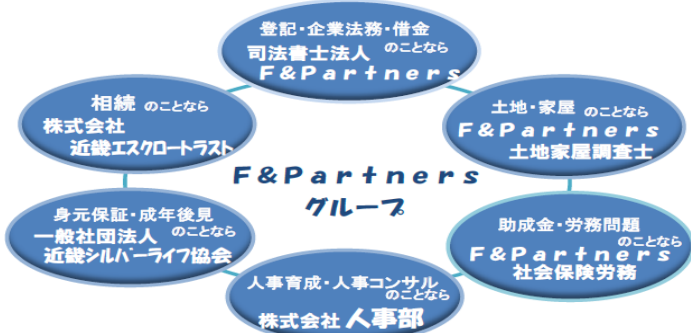 登記・企業法務・借金
司法書士法人 のことなら
F&Partners
土地・家屋 のことなら
F&Partners
土地家屋調査士
助成金・労務問題
のことなら
F&Partners
社会保険労務
人事育成・人事コンサル
のことなら
株式会社 人事部
身元保証・成年後見
一般社団法人 のことなら
近畿シルバーライフ協会
相続 のことなら
株式会社
近畿エスクロートラスト
F&Partners
グループ